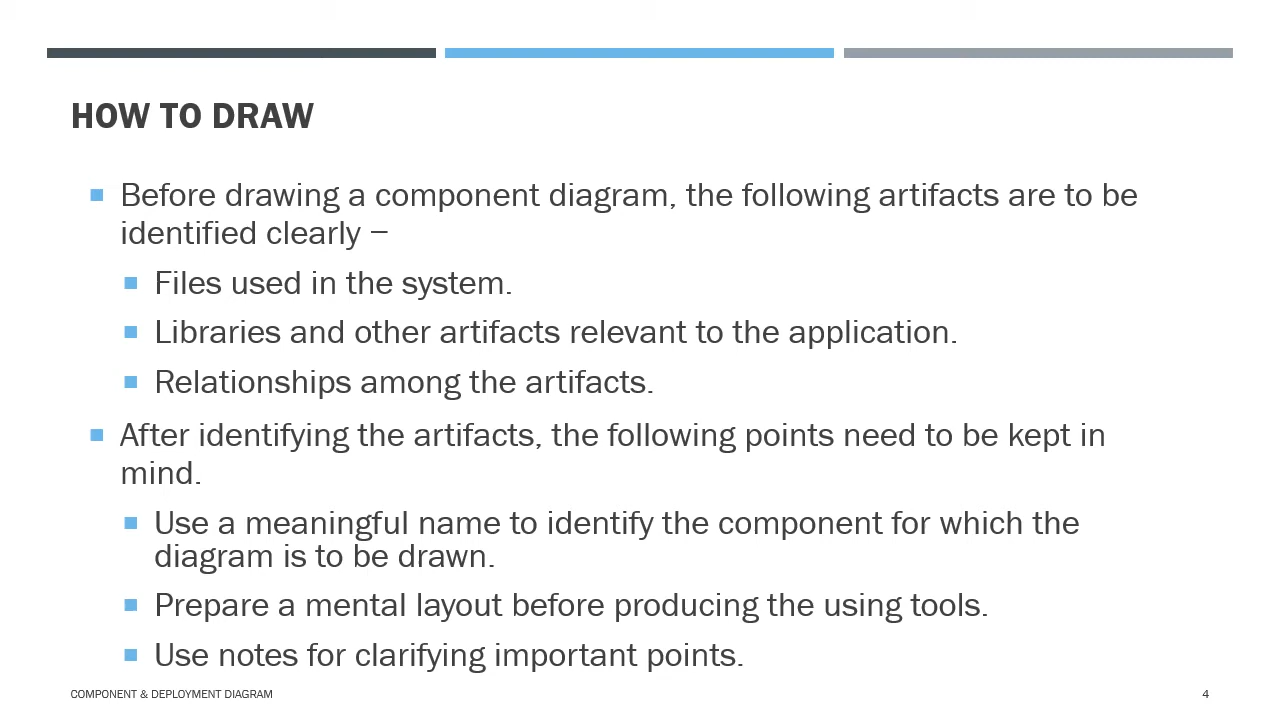 HOW TO DRAW
Before drawing a component diagram, the following artifacts are to be
identified clearly −
Files used in the system.
Libraries and other artifacts relevant to the application.
Relationships among the artifacts.
After identifying the artifacts, the following points need to be kept in
mind.
Use a meaningful name to identify the component for which the
diagram is to be drawn.
Prepare a mental layout before producing the using tools.
Use notes for clarifying important points.
COMPONENT & DEPLOYMENT DIAGRAM
4